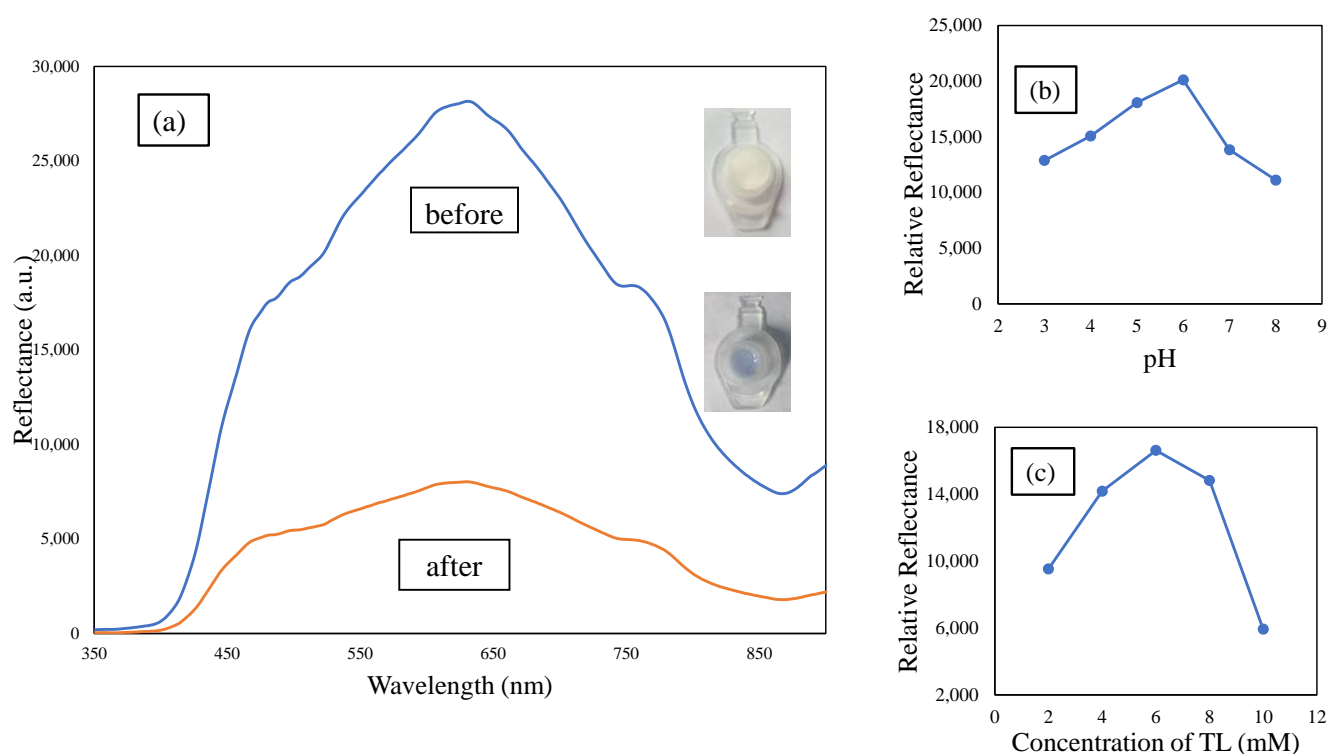 (a)
Reflectance (a.u.)
30,000
25,000
20,000
15,000
10,000
5,000
0
before
after
350 450 550 650 750 850
Wavelength (nm)
(b)
Relative Reflectance
25,000
20,000
15,000
10,000
5,000
0
2 3 4 5 6 7 8 9
pH
(c)
Relative Reflectance
18,000
14,000
10,000
6,000
2,000
0 2 4 6 8 10 12
Concentration of TL (mM)